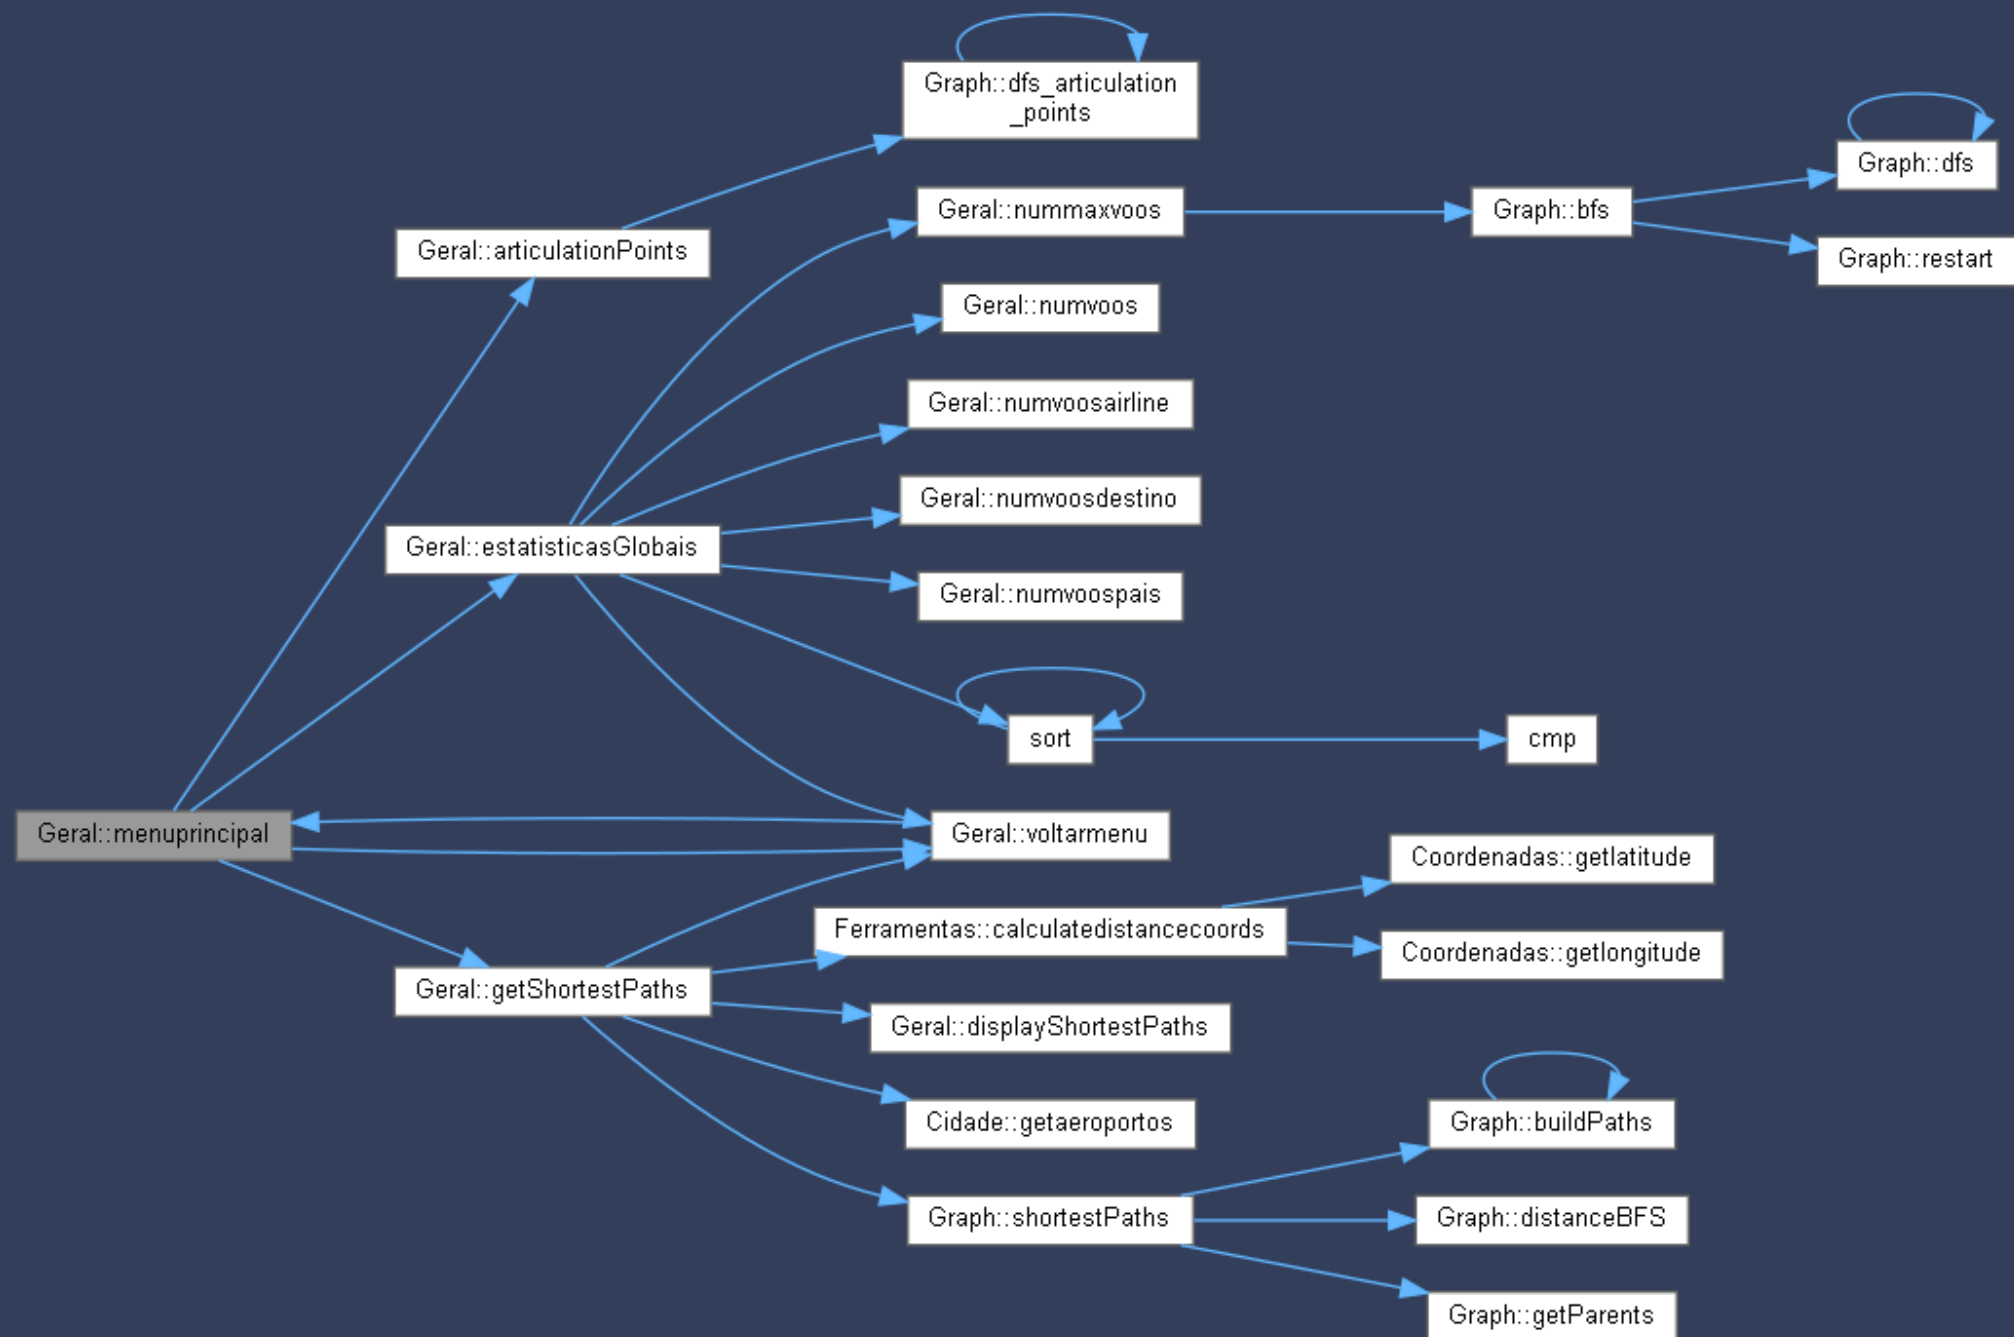 Graph::dfs_articulation
_points
Graph::dfs
Geral::nummaxvoos
Graph::bfs
Geral::articulationPoints
Graph::restart
Geral::numvoos
Geral::numvoosairline
Geral::numvoosdestino
Geral::estatisticasGlobais
Geral::numvoospais
sort
cmp
Geral::menuprincipal
Geral::voltarmenu
Coordenadas::getlatitude
Ferramentas::calculatedistancecoords
Coordenadas::getlongitude
Geral::getShortestPaths
Geral::displayShortestPaths
Cidade::getaeroportos
Graph::buildPaths
Graph::shortestPaths
Graph::distanceBFS
Graph::getParents